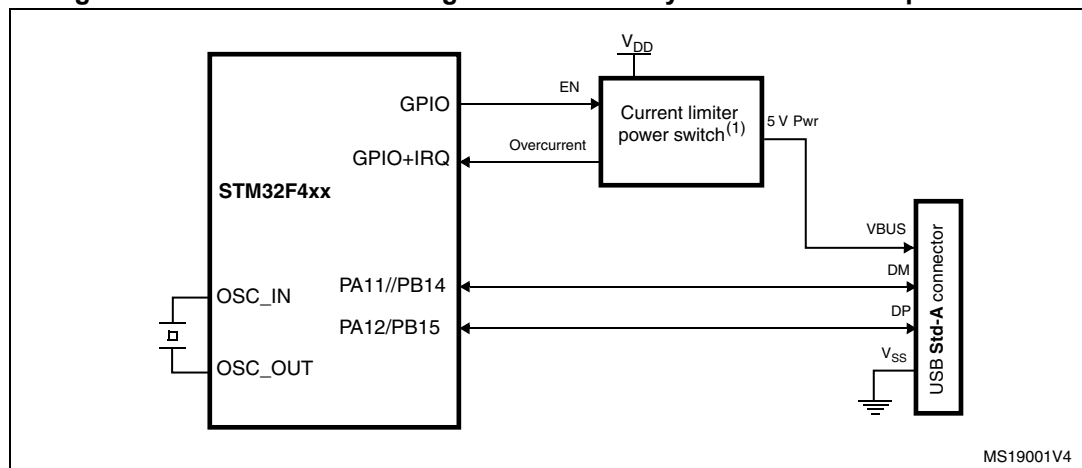 V_DD
EN
GPIO
Current limiter
power switch(1)
5 V Pwr
Overcurrent
GPIO+IRQ
STM32F4xx
VBUS
DM
PA11//PB14
OSC_IN
DP
PA12/PB15
V_SS
OSC_OUT
USB Std-A connector
MS19001V4